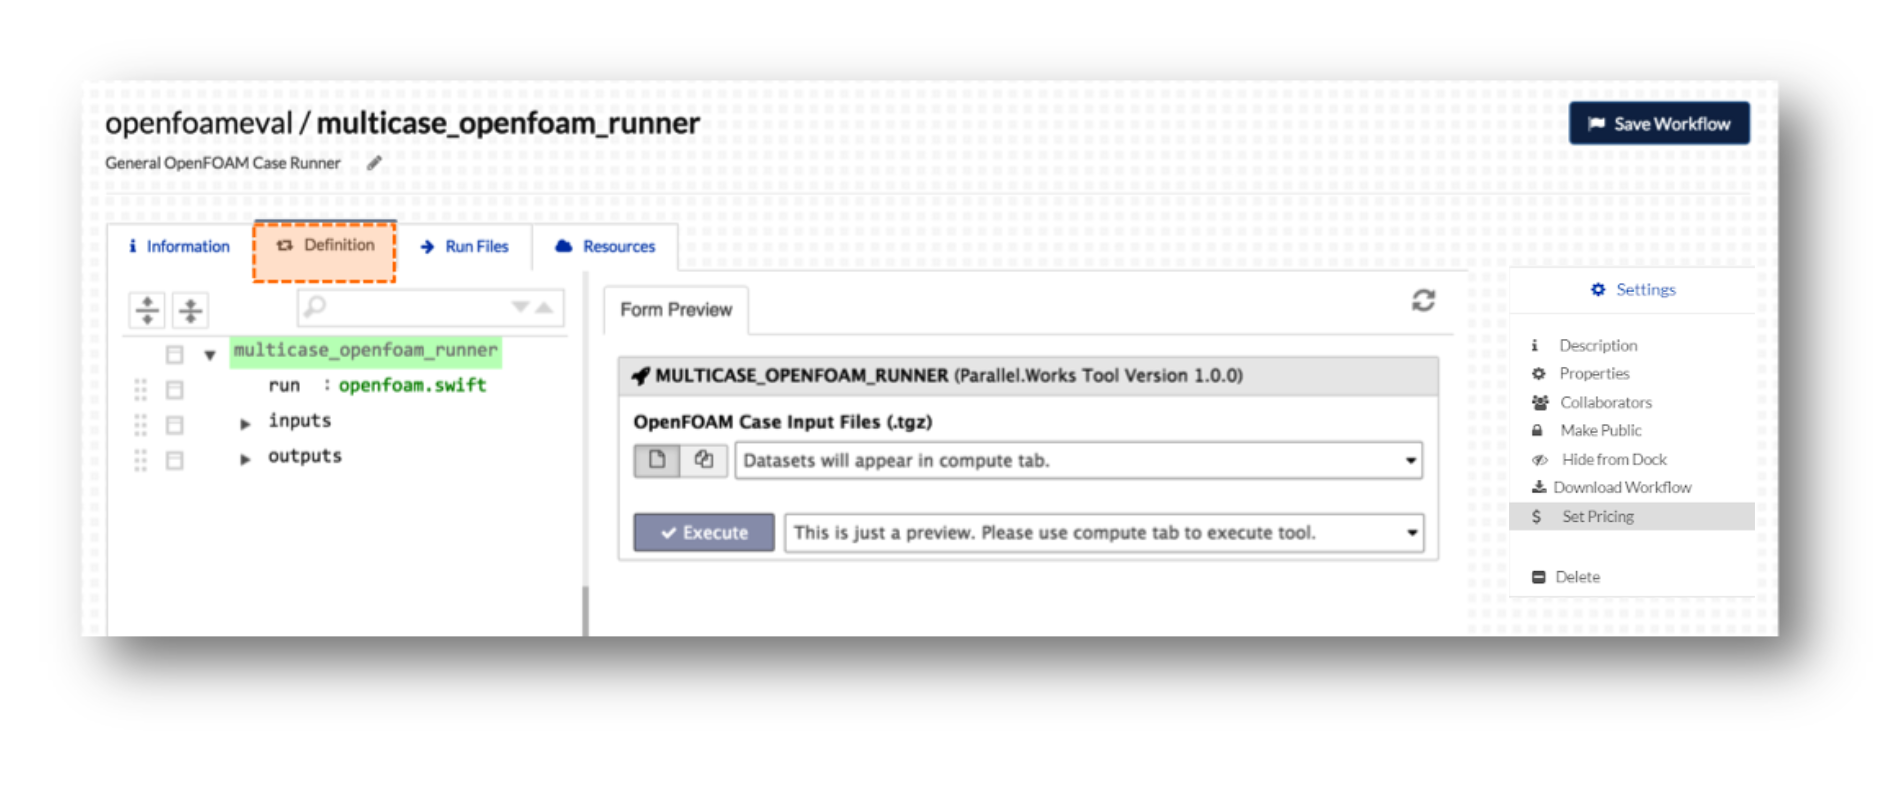 openfoameval / multicase_openfoam_runner
Save Workflow
General OpenFOAM Case Runner
Information
Definition
Run Files
Resources
Form Preview
multicase_openfoam_runner
run : openfoam.swift
inputs
outputs
MULTICASE_OPENFOAM_RUNNER (Parallel.Works Tool Version 1.0.0)
OpenFOAM Case Input Files (.tgz)
Datasets will appear in compute tab.
Execute
This is just a preview. Please use compute tab to execute tool.
Settings
Description
Properties
Collaborators
Make Public
Hide from Dock
Download Workflow
$ Set Pricing
Delete